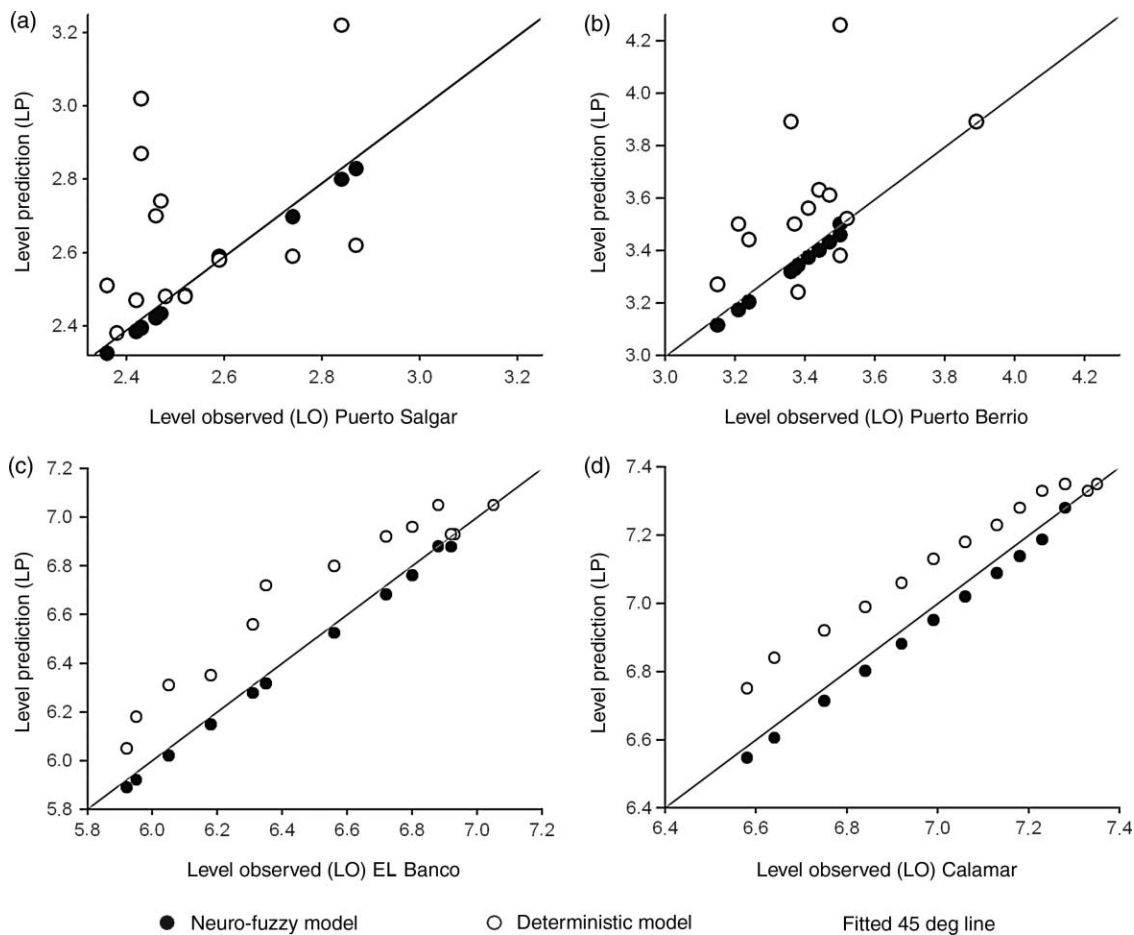 (a)
3.2
3.0
2.8
2.6
2.4
Level prediction (LP)
2.4 2.6 2.8 3.0 3.2
Level observed (LO) Puerto Salgar
(b)
4.2
4.0
3.8
3.6
3.4
3.2
3.0
Level prediction (LP)
3.0 3.2 3.4 3.6 3.8 4.0 4.2
Level observed (LO) Puerto Berrio
(c)
7.2
7.0
6.8
6.6
6.4
6.2
6.0
5.8
Level prediction (LP)
5.8 6.0 6.2 6.4 6.6 6.8 7.0 7.2
Level observed (LO) EL Banco
(d)
7.4
7.2
7.0
6.8
6.6
6.4
Level prediction (LP)
6.4 6.6 6.8 7.0 7.2 7.4
Level observed (LO) Calamar
Neuro-fuzzy model Deterministic model Fitted 45 deg line